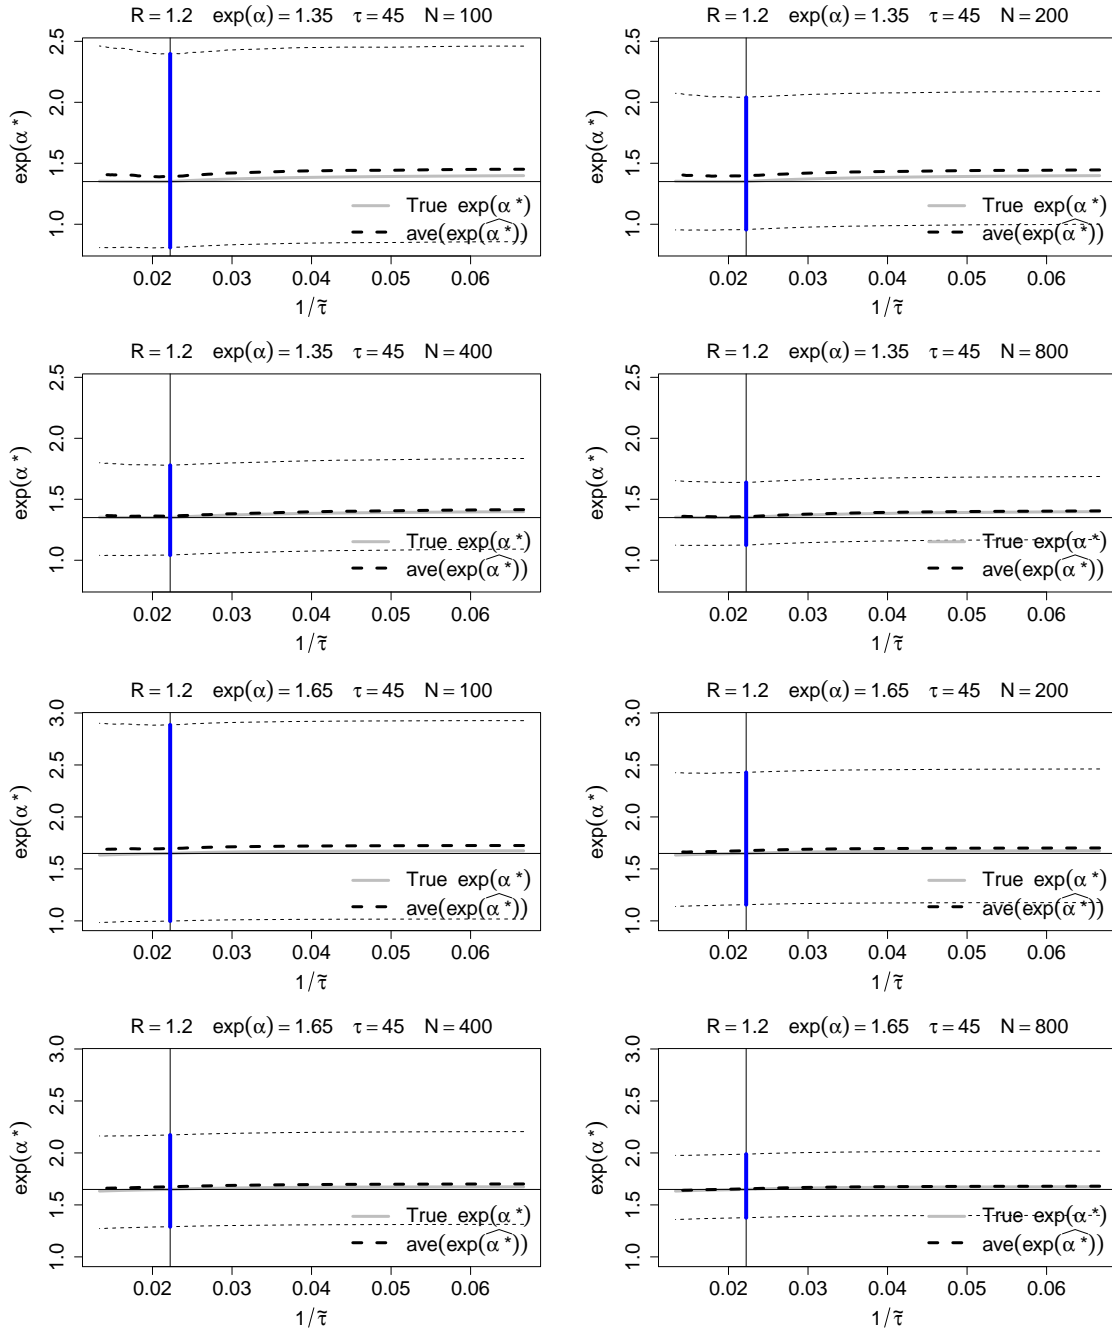 R = 1.2 exp(α) = 1.35 τ = 45 N = 100
exp(α*)
2.5
2.0
1.5
1.0
True exp(α*)
ave(exp(α̂*))
0.02 0.03 0.04 0.05 0.06
1/τ̃
R = 1.2 exp(α) = 1.35 τ = 45 N = 200
exp(α*)
2.5
2.0
1.5
1.0
True exp(α*)
ave(exp(α̂*))
0.02 0.03 0.04 0.05 0.06
1/τ̃
R = 1.2 exp(α) = 1.35 τ = 45 N = 400
exp(α*)
2.5
2.0
1.5
1.0
True exp(α*)
ave(exp(α̂*))
0.02 0.03 0.04 0.05 0.06
1/τ̃
R = 1.2 exp(α) = 1.35 τ = 45 N = 800
exp(α*)
2.5
2.0
1.5
1.0
True exp(α*)
ave(exp(α̂*))
0.02 0.03 0.04 0.05 0.06
1/τ̃
R = 1.2 exp(α) = 1.65 τ = 45 N = 100
exp(α*)
3.0
2.5
2.0
1.5
1.0
True exp(α*)
ave(exp(α̂*))
0.02 0.03 0.04 0.05 0.06
1/τ̃
R = 1.2 exp(α) = 1.65 τ = 45 N = 200
exp(α*)
3.0
2.5
2.0
1.5
1.0
True exp(α*)
ave(exp(α̂*))
0.02 0.03 0.04 0.05 0.06
1/τ̃
R = 1.2 exp(α) = 1.65 τ = 45 N = 400
exp(α*)
3.0
2.5
2.0
1.5
1.0
True exp(α*)
ave(exp(α̂*))
0.02 0.03 0.04 0.05 0.06
1/τ̃
R = 1.2 exp(α) = 1.65 τ = 45 N = 800
exp(α*)
3.0
2.5
2.0
1.5
1.0
True exp(α*)
ave(exp(α̂*))
0.02 0.03 0.04 0.05 0.06
1/τ̃